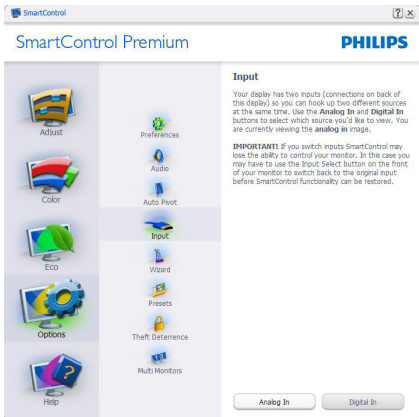 SmartControl
SmartControl Premium
PHILIPS
Adjust
Color
Eco
Options
Help
Preferences
Audio
Auto Pivot
Input
Wizard
Presets
Theft Deterrence
Multi Monitors
Input
Your display has two inputs (connections on back of
this display) so you can hook up two different sources
at the same time. Use the Analog In and Digital In
buttons to select which source you'd like to view. You
are currently viewing the analog in image.
IMPORTANT! If you switch inputs SmartControl may
lose the ability to control your monitor. In this case you
may have to use the Input Select button on the front
of your monitor to switch back to the original input
before SmartControl functionality can be restored.
Analog In
Digital In